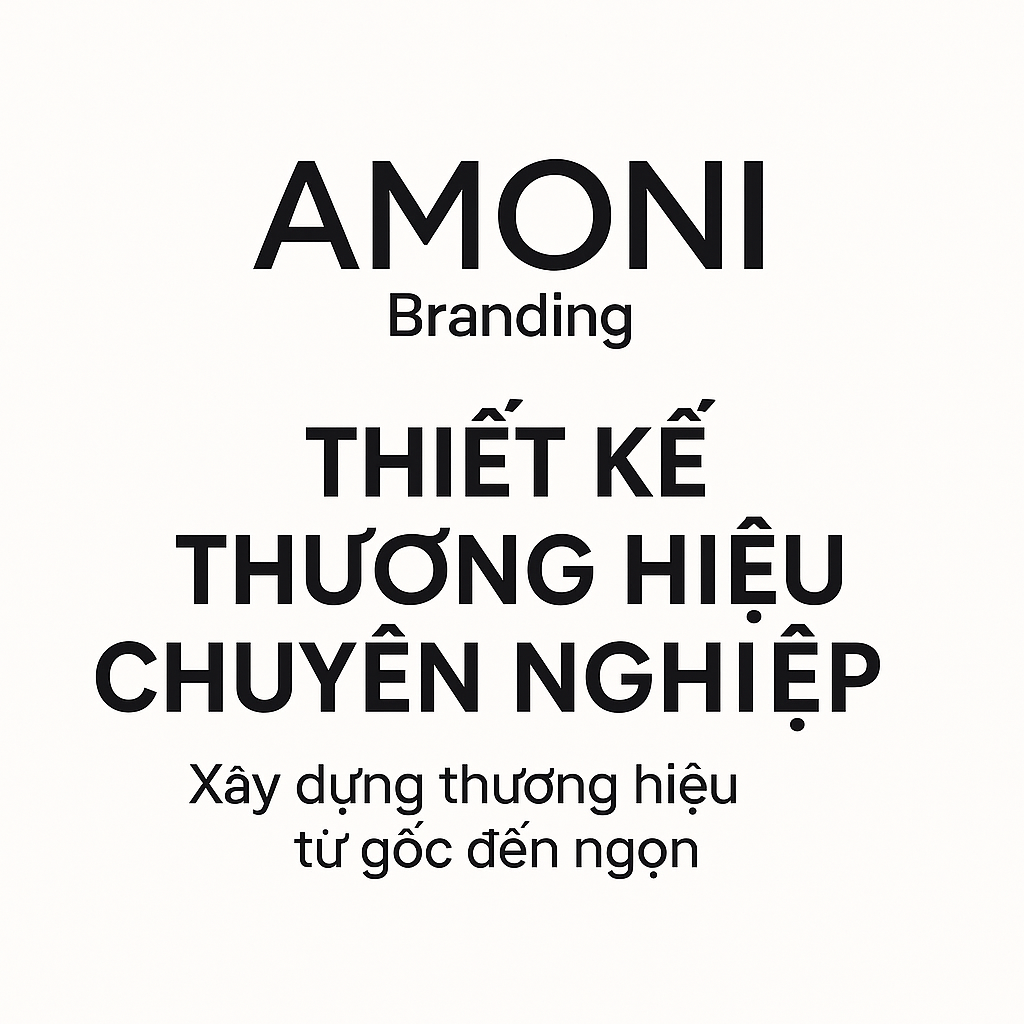 AMONI
Branding
THIẾT KẾ
THƯƠNG HIỆU
CHUYÊN NGHIỆP
Xây dựng thương hiệu
từ gốc đến ngọn